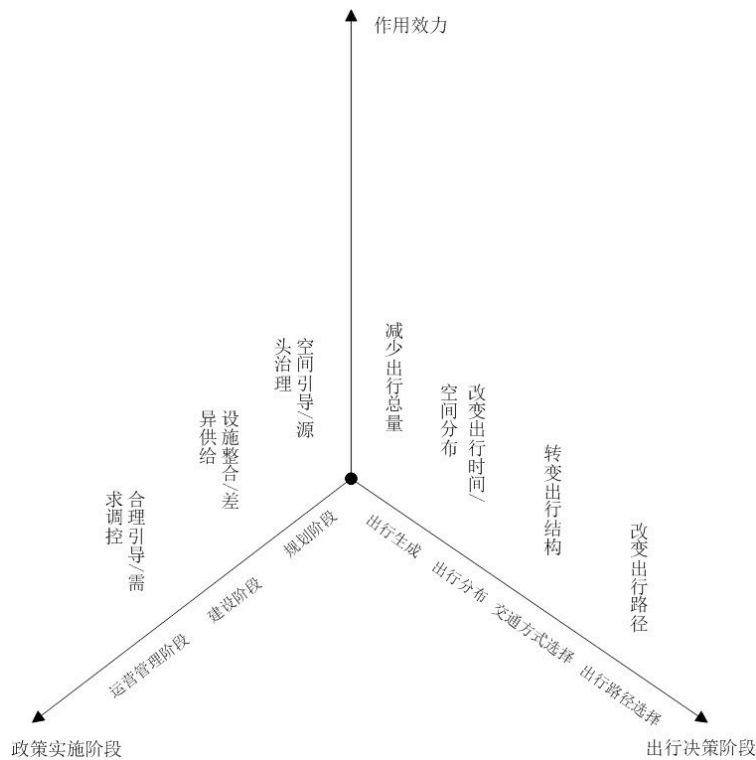 作用效力
空间引导/源
头治理
设施整合/差
异供给
合理引导/需
求调控
减少出行总量
改变出行时间/
空间分布
转变出行结构
改变出行路径
规划阶段
建设阶段
运营管理阶段
出行生成
出行分布
交通方式选择
出行路径选择
政策实施阶段
出行决策阶段